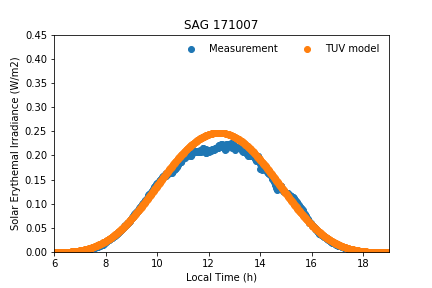 SAG 171007
Measurement TUV model
Solar Erythemal Irradiance (W/m2)
0.45
0.40
0.35
0.30
0.25
0.20
0.15
0.10
0.05
0.00
6 8 10 12 14 16 18
Local Time (h)